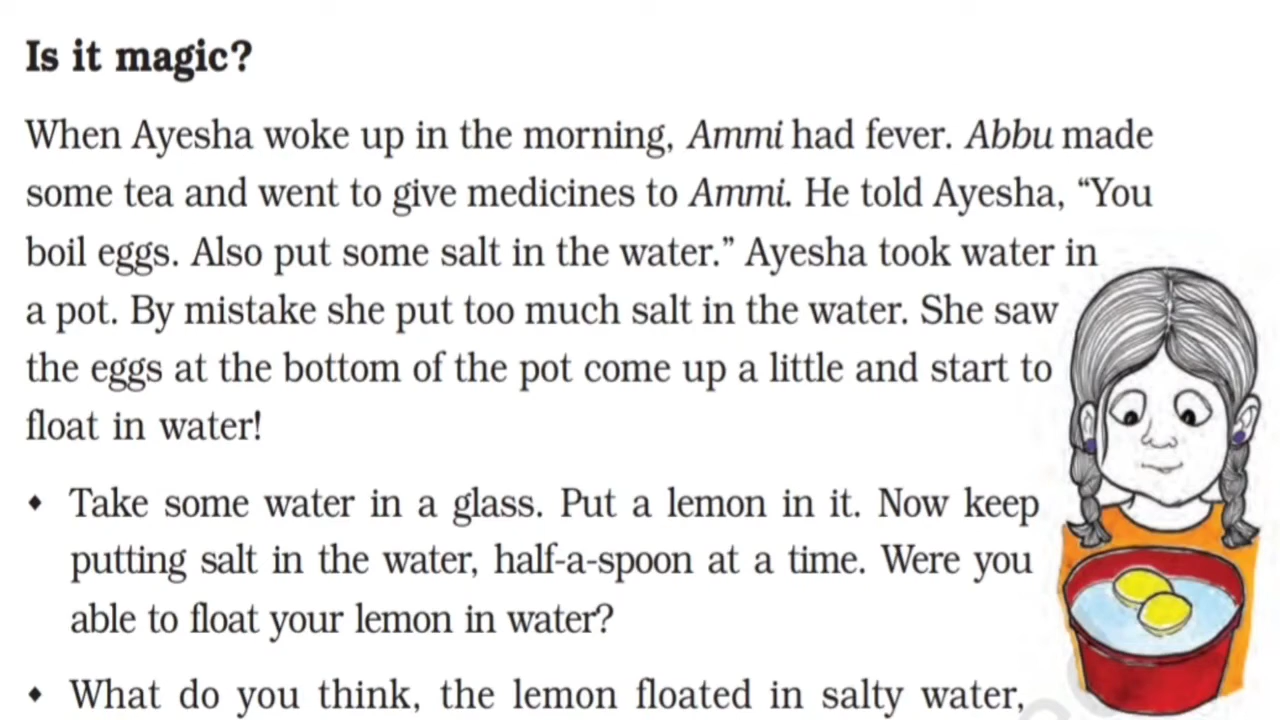 Is it magic?
When Ayesha woke up in the morning, Ammi had fever. Abbu made
some tea and went to give medicines to Ammi. He told Ayesha, “You
boil eggs. Also put some salt in the water.” Ayesha took water in
a pot. By mistake she put too much salt in the water. She saw
the eggs at the bottom of the pot come up a little and start to
float in water!
◆ Take some water in a glass. Put a lemon in it. Now keep
putting salt in the water, half-a-spoon at a time. Were you
able to float your lemon in water?
◆ What do you think, the lemon floated in salty water,